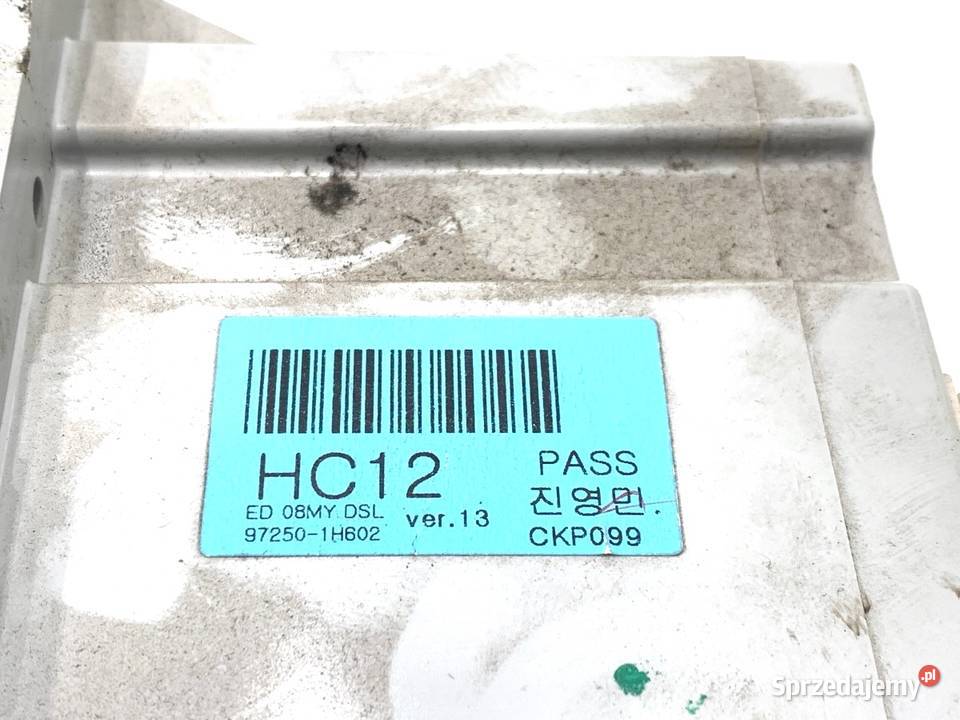 HC12
PASS
ED 08MY DSL
ver.13
진영민.
97250-1H602
CKP099
Sprzedajemy.pl